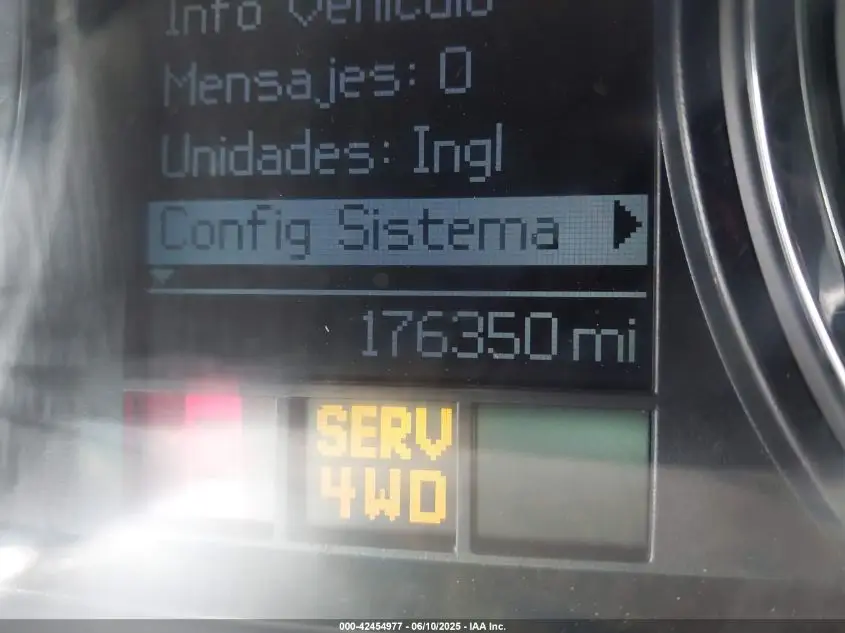 Info Vehículo
Mensajes: 0
Unidades: Ingl
Config Sistema
176350 mi
SERV
4WD
000-42454977 - 06/10/2025 - IAA Inc.